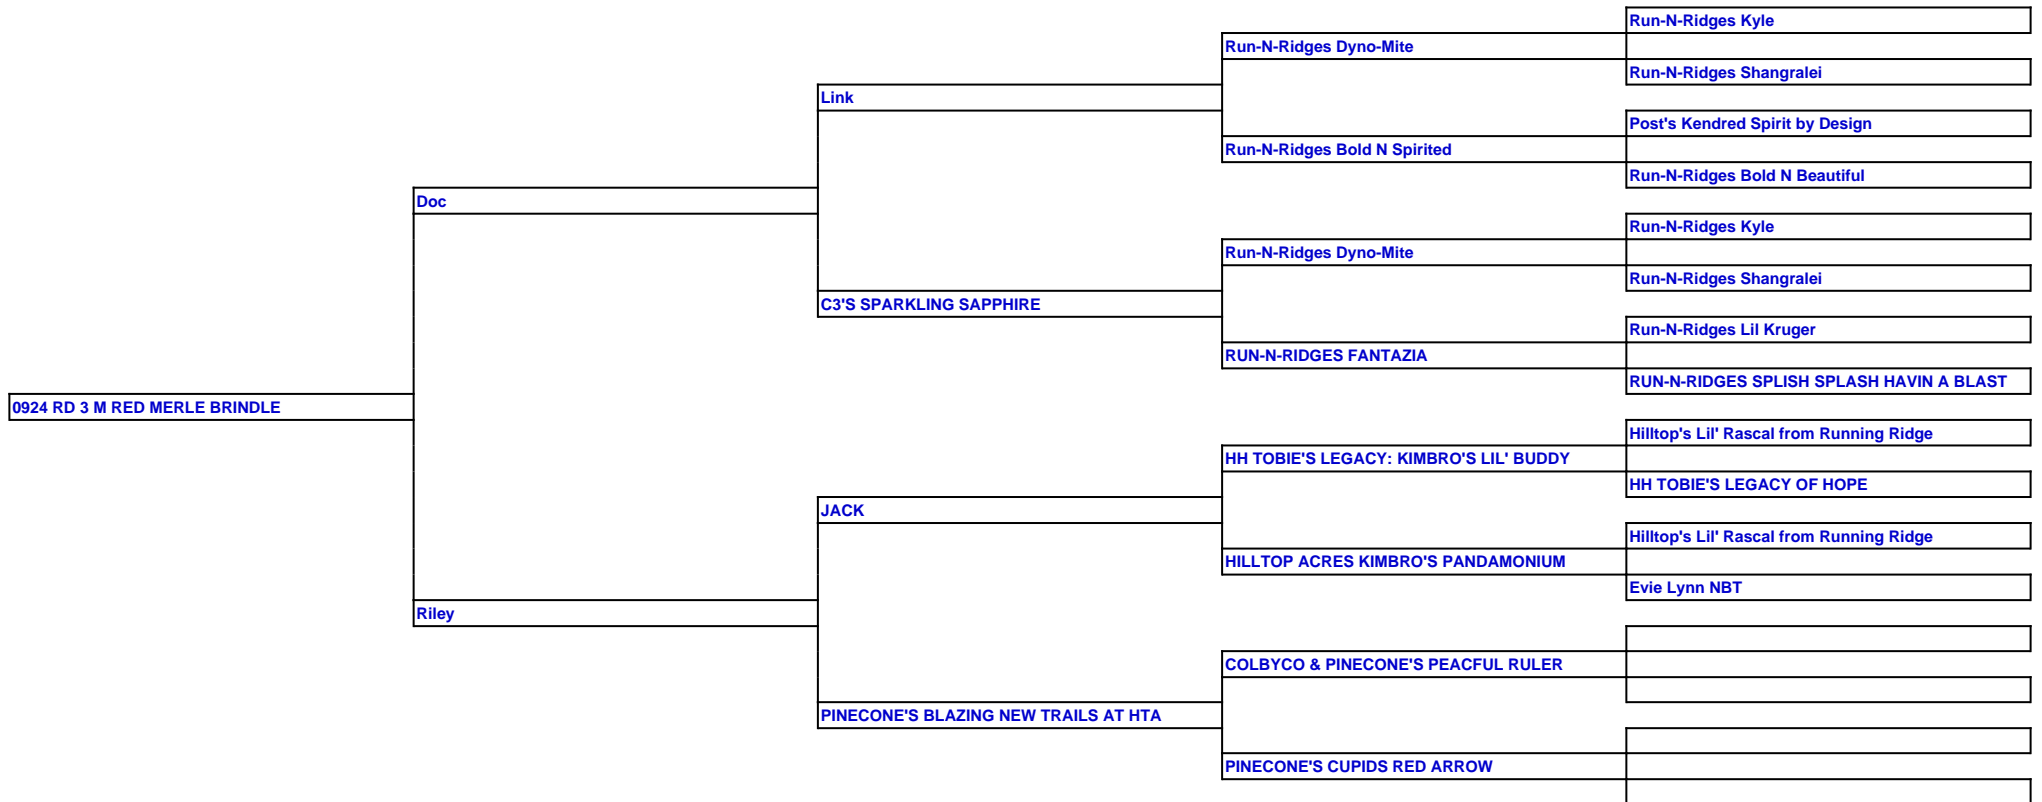 Run-N-Ridges Kyle
Run-N-Ridges Dyno-Mite
Run-N-Ridges Shangralei
Link
Post's Kendred Spirit by Design
Run-N-Ridges Bold N Spirited
Run-N-Ridges Bold N Beautiful
Doc
Run-N-Ridges Kyle
Run-N-Ridges Dyno-Mite
Run-N-Ridges Shangralei
C3'S SPARKLING SAPPHIRE
Run-N-Ridges Lil Kruger
RUN-N-RIDGES FANTAZIA
RUN-N-RIDGES SPLISH SPLASH HAVIN A BLAST
0924 RD 3 M RED MERLE BRINDLE
Hilltop's Lil' Rascal from Running Ridge
HH TOBIE'S LEGACY: KIMBRO'S LIL' BUDDY
HH TOBIE'S LEGACY OF HOPE
JACK
Hilltop's Lil' Rascal from Running Ridge
HILLTOP ACRES KIMBRO'S PANDAMONIUM
Evie Lynn NBT
Riley
COLBYCO & PINECONE'S PEACFUL RULER
PINECONE'S BLAZING NEW TRAILS AT HTA
PINECONE'S CUPIDS RED ARROW